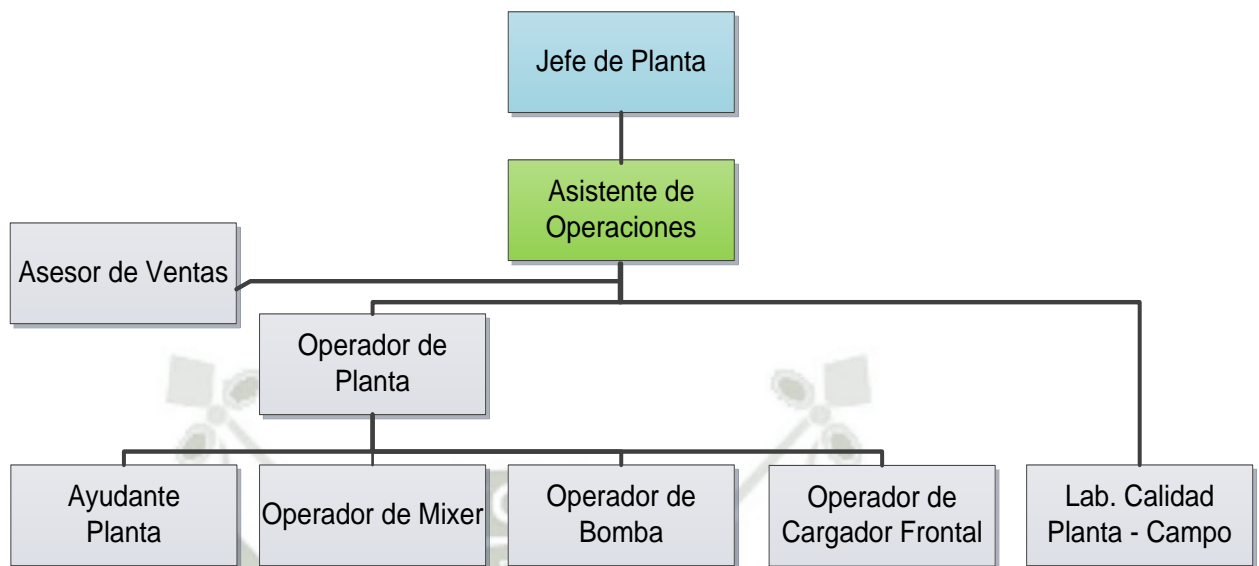 Jefe de Planta
Asistente de
Operaciones
Asesor de Ventas
Operador de
Planta
Ayudante
Planta
Operador de Mixer
Operador de
Bomba
Operador de
Cargador Frontal
Lab. Calidad
Planta - Campo